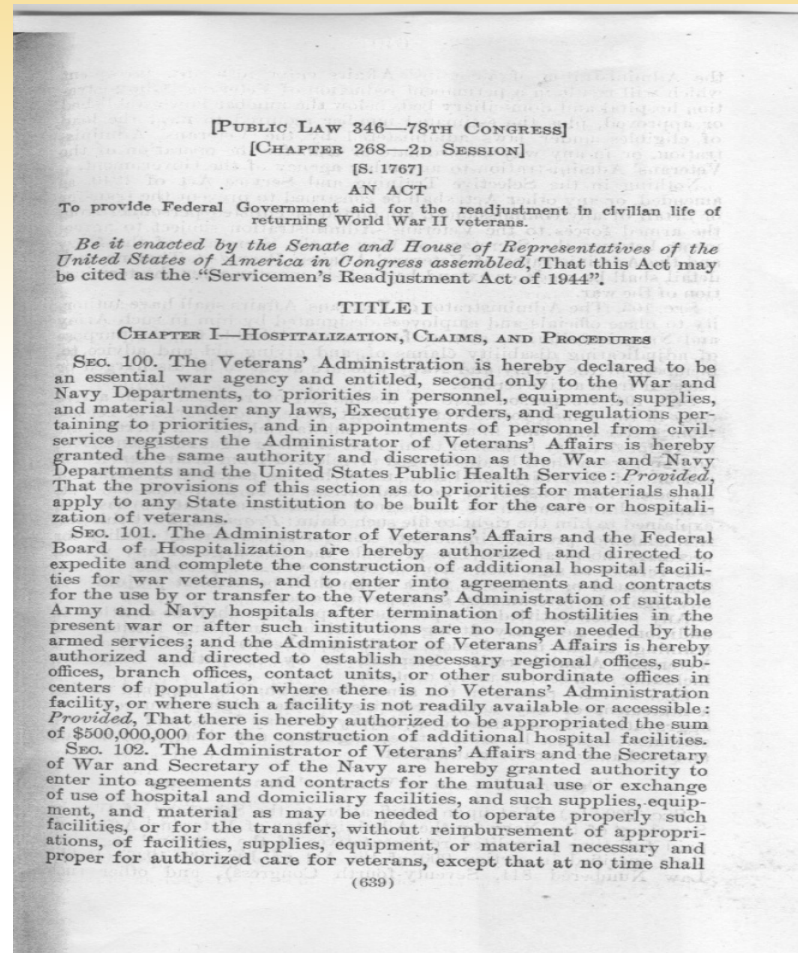 [PUBLIC LAW 346—78TH CONGRESS]
[CHAPTER 268—2D SESSION]
[S. 1767]
AN ACT
To provide Federal Government aid for the readjustment in civilian life of
returning World War II veterans.
Be it enacted by the Senate and House of Representatives of the
United States of America in Congress assembled, That this Act may
be cited as the "Servicemen's Readjustment Act of 1944".
TITLE I
CHAPTER I—HOSPITALIZATION, CLAIMS, AND PROCEDURES
SEC. 100. The Veterans' Administration is hereby declared to be
an essential war agency and entitled, second only to the War and
Navy Departments, to priorities in personnel, equipment, supplies,
and material under any laws, Executive orders, and regulations per-
taining to priorities, and in appointments of personnel from civil-
service registers the Administrator of Veterans' Affairs is hereby
granted the same authority and discretion as the War and Navy
Departments and the United States Public Health Service: Provided,
That the provisions of this section as to priorities for materials shall
apply to any State institution to be built for the care or hospitali-
zation of veterans.
SEC. 101. The Administrator of Veterans' Affairs and the Federal
Board of Hospitalization are hereby authorized and directed to
expedite and complete the construction of additional hospital facili-
ties for war veterans, and to enter into agreements and contracts
for the use by or transfer to the Veterans' Administration of suitable
Army and Navy hospitals after termination of hostilities in the
present war or after such institutions are no longer needed by the
armed services; and the Administrator of Veterans' Affairs is hereby
authorized and directed to establish necessary regional offices, sub-
offices, branch offices, contact units, or other subordinate offices in
centers of population where there is no Veterans' Administration
facility, or where such a facility is not readily available or accessible:
Provided, That there is hereby authorized to be appropriated the sum
of $500,000,000 for the construction of additional hospital facilities.
SEC. 102. The Administrator of Veterans' Affairs and the Secretary
of War and Secretary of the Navy are hereby granted authority to
enter into agreements and contracts for the mutual use or exchange
of use of hospital and domiciliary facilities, and such supplies, equip-
ment, and material as may be needed to operate properly such
facilities, or for the transfer, without reimbursement of appropri-
ations, of facilities, supplies, equipment, or material necessary and
proper for authorized care for veterans, except that at no time shall
(639)